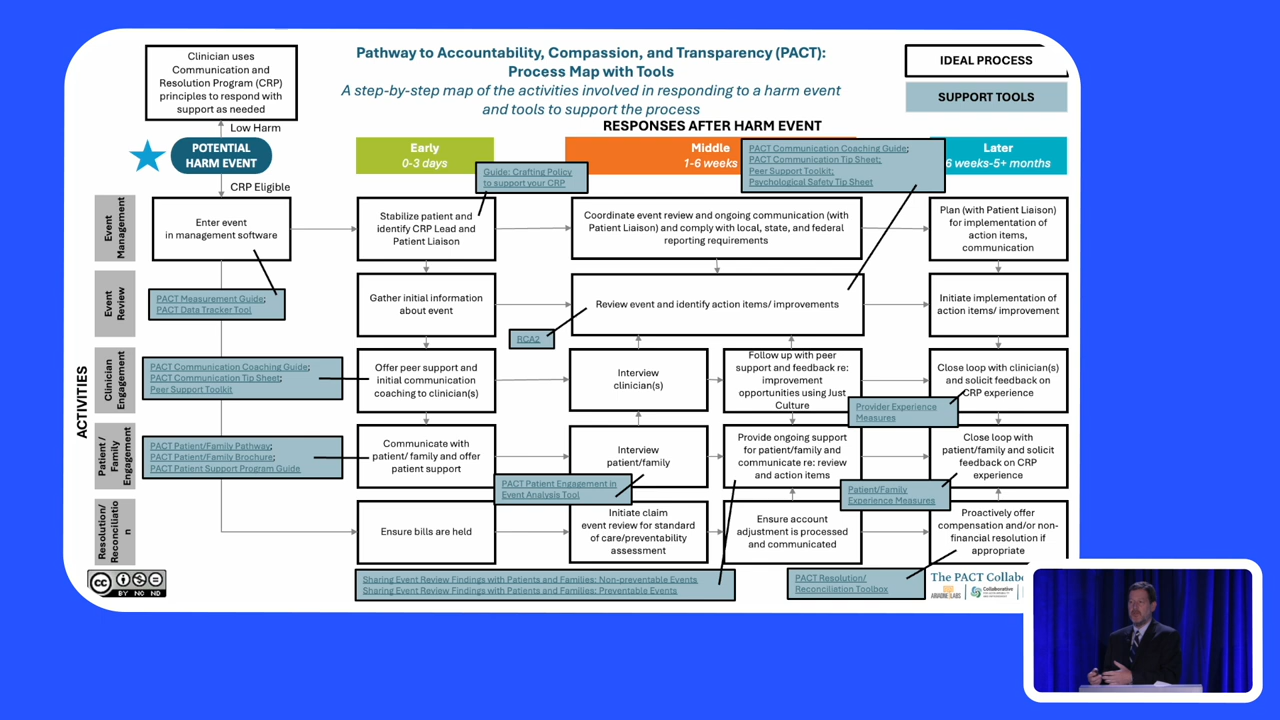 Clinician uses
Communication and
Resolution Program (CRP)
principles to respond with
support as needed
Pathway to Accountability, Compassion, and Transparency (PACT):
Process Map with Tools
A step-by-step map of the activities involved in responding to a harm event
and tools to support the process
IDEAL PROCESS
SUPPORT TOOLS
RESPONSES AFTER HARM EVENT
Low Harm
POTENTIAL
HARM EVENT
CRP Eligible
Early
0-3 days
Middle
1-6 weeks
Later
6 weeks-5+ months
Guide: Crafting Policy
to support your CRP
PACT Communication Coaching Guide;
PACT Communication Tip Sheet;
Peer Support Toolkit;
Psychological Safety Tip Sheet
ACTIVITIES
Event
Management
Enter event
in management software
Stabilize patient and
identify CRP Lead and
Patient Liaison
Coordinate event review and ongoing communication (with
Patient Liaison) and comply with local, state, and federal
reporting requirements
Plan (with Patient Liaison)
for implementation of
action items,
communication
Event
Review
PACT Measurement Guide;
PACT Data Tracker Tool
Gather initial information
about event
RCA2
Review event and identify action items/ improvements
Initiate implementation of
action items/ improvement
Clinician
Engagement
PACT Communication Coaching Guide;
PACT Communication Tip Sheet;
Peer Support Toolkit
Offer peer support and
initial communication
coaching to clinician(s)
Interview
clinician(s)
Follow up with peer
support and feedback re:
improvement
opportunities using Just
Culture
Close loop with clinician(s)
and solicit feedback on
CRP experience
Provider Experience
Measures
Patient /
Family
Engagement
PACT Patient/Family Pathway;
PACT Patient/Family Brochure;
PACT Patient Support Program Guide
Communicate with
patient/ family and offer
patient support
Interview
patient/family
PACT Patient Engagement in
Event Analysis Tool
Provide ongoing support
for patient/family and
communicate re: review
and action items
Close loop with
patient/family and solicit
feedback on CRP
experience
Patient/Family
Experience Measures
Resolution/
Reconciliatio
n
Ensure bills are held
Initiate claim
event review for standard
of care/preventability
assessment
Ensure account
adjustment is processed
and communicated
Proactively offer
compensation and/or non-
financial resolution if
appropriate
Sharing Event Review Findings with Patients and Families: Non-preventable Events
Sharing Event Review Findings with Patients and Families: Preventable Events
PACT Resolution/
Reconciliation Toolbox
The PACT Collabo
ARIADNE LABS
Collaborative
CC
BY NC ND